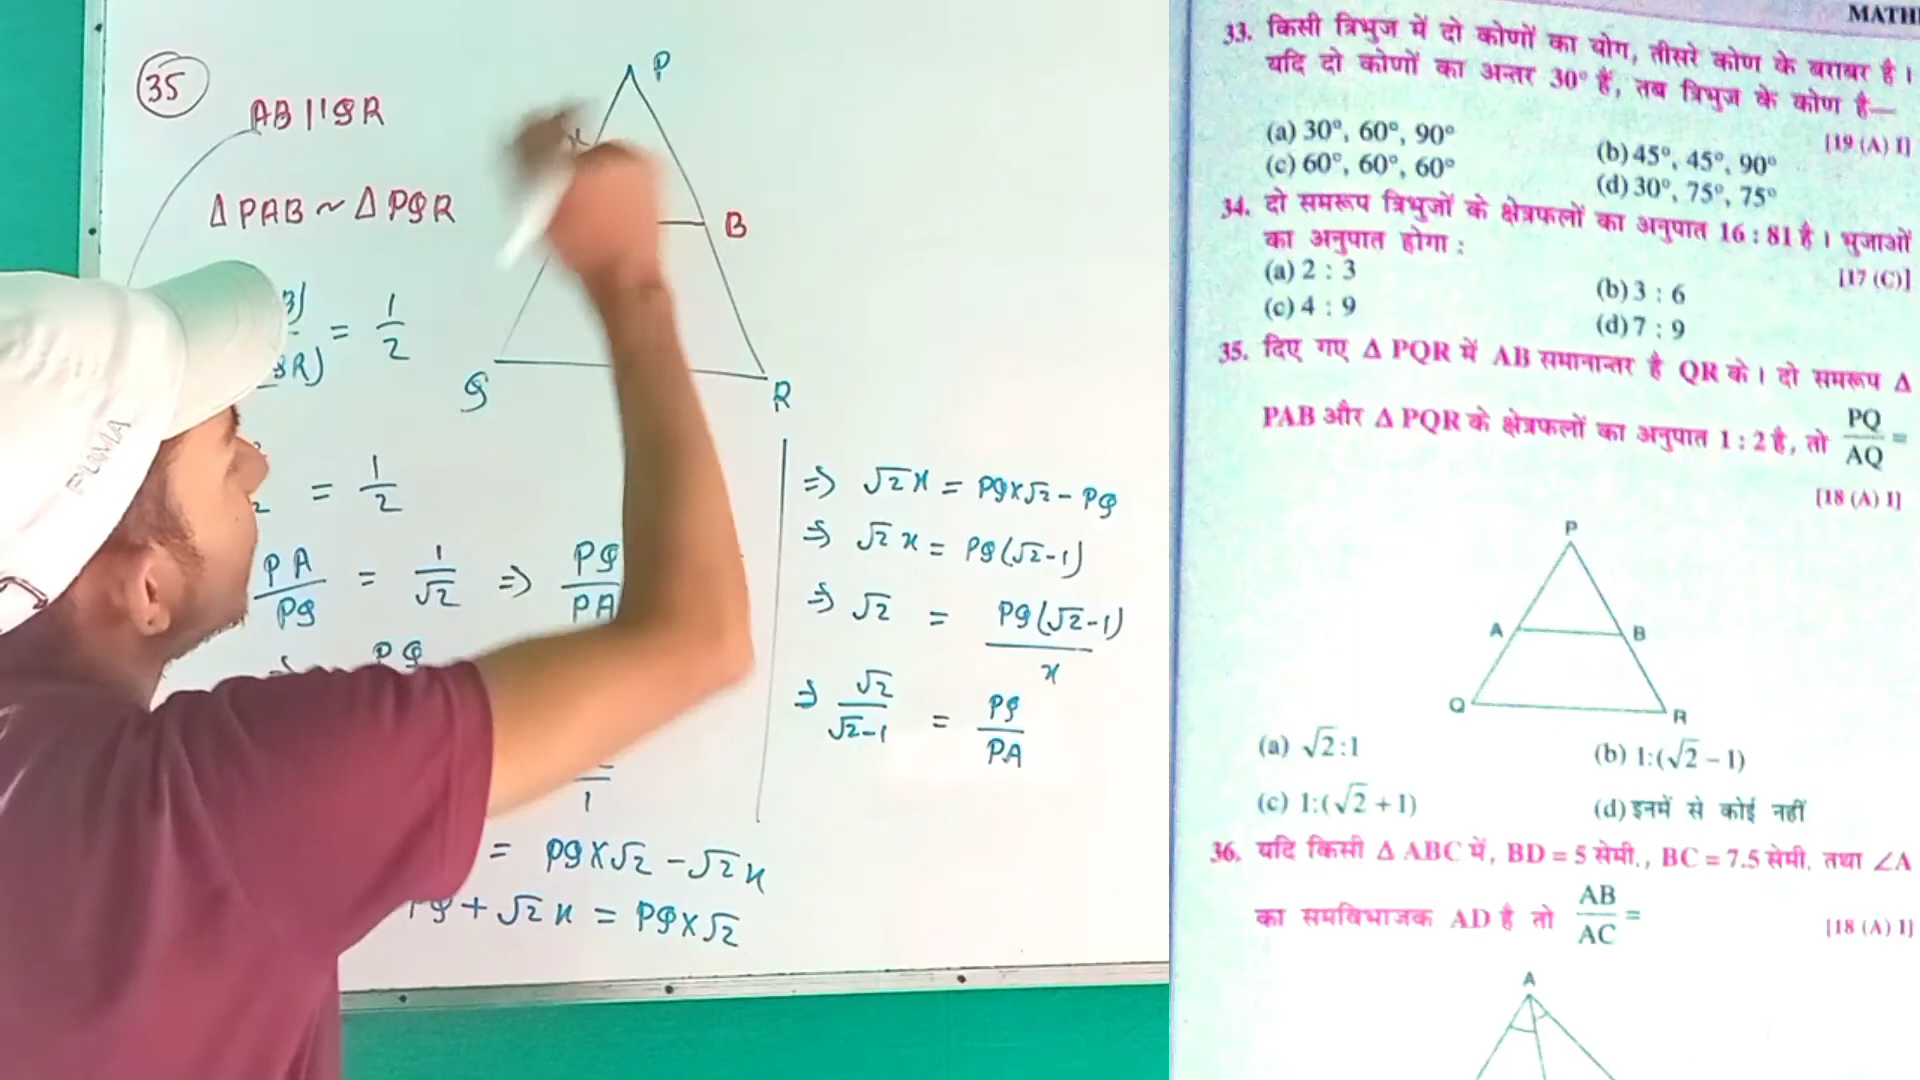 35
AB || QR
Δ PAB ~ Δ PQR
= 1/2
= 1/2
PA/PQ = 1/√2 ⇒ PQ/PA
PQ
1
= PQ×√2 - √2x
PQ + √2x = PQ×√2
P
x
B
Q
R
⇒ √2x = PQ×√2 - PQ
⇒ √2x = PQ(√2-1)
⇒ √2 = PQ(√2-1)/x
⇒ √2/√2-1 = PQ/PA
PUMA
MATH
33. किसी त्रिभुज में दो कोणों का योग, तीसरे कोण के बराबर है।
यदि दो कोणों का अन्तर 30° हैं, तब त्रिभुज के कोण है—
[19 (A) I]
(a) 30°, 60°, 90°
(b) 45°, 45°, 90°
(c) 60°, 60°, 60°
(d) 30°, 75°, 75°
34. दो समरूप त्रिभुजों के क्षेत्रफलों का अनुपात 16 : 81 है। भुजाओं
का अनुपात होगा :
[17 (C)]
(a) 2 : 3
(b) 3 : 6
(c) 4 : 9
(d) 7 : 9
35. दिए गए Δ PQR में AB समानान्तर है QR के। दो समरूप Δ
PAB और Δ PQR के क्षेत्रफलों का अनुपात 1 : 2 है, तो PQ/AQ =
[18 (A) I]
P
A
B
Q
R
(a) √2:1
(b) 1:(√2 - 1)
(c) 1:(√2 + 1)
(d) इनमें से कोई नहीं
36. यदि किसी Δ ABC में, BD = 5 सेमी., BC = 7.5 सेमी. तथा ∠A
का समविभाजक AD है तो AB/AC =
[18 (A) I]
A